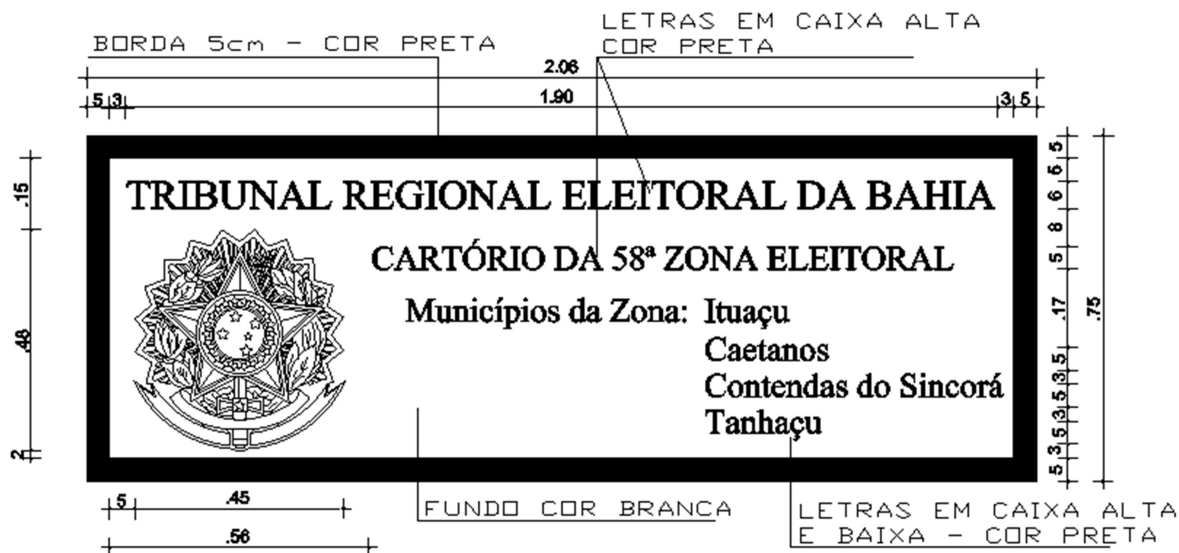 BORDA 5cm - COR PRETA
LETRAS EM CAIXA ALTA
COR PRETA
2.06
5 3 1.90 3 5
TRIBUNAL REGIONAL ELEITORAL DA BAHIA
CARTÓRIO DA 58ª ZONA ELEITORAL
Municípios da Zona: Ituaçu
Caetanos
Contendas do Sincorá
Tanhaçu
.15
.48
2
5
5
6
8
5
.17
5
3
5
3
5
3
5
.75
5 .45
.56
FUNDO COR BRANCA
LETRAS EM CAIXA ALTA
E BAIXA - COR PRETA